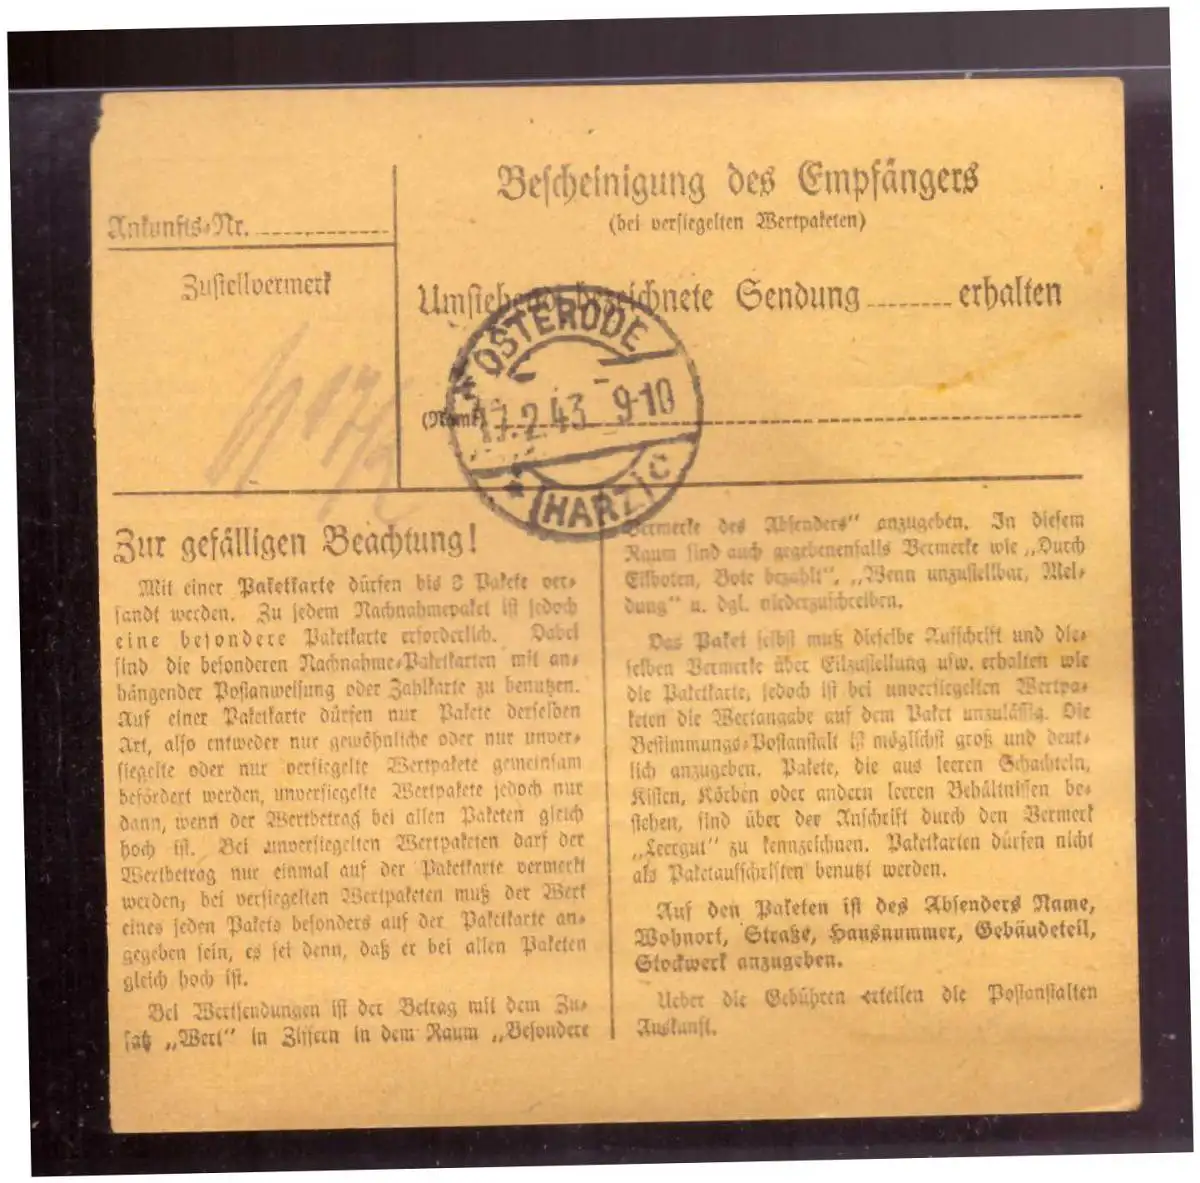 Bescheinigung des Empfängers
(bei versiegelten Wertpaketen)
Ankunfts-Nr.
Zustellvermerk
Umstehend bezeichnete Sendung ........ erhalten
(Name)
OSTERODE
17.2.43 9-10
* (HARZ) c
17/2
Zur gefälligen Beachtung!
Mit einer Paketkarte dürfen bis 3 Pakete ver-
sandt werden. Zu jedem Nachnahmepaket ist jedoch
eine besondere Paketkarte erforderlich. Dabei
sind die besonderen Nachnahme-Paketkarten mit an-
hängender Postanweisung oder Zahlkarte zu benutzen.
Auf einer Paketkarte dürfen nur Pakete derselben
Art, also entweder nur gewöhnliche oder nur unver-
siegelte oder nur versiegelte Wertpakete gemeinsam
befördert werden, unversiegelte Wertpakete jedoch nur
dann, wenn der Wertbetrag bei allen Paketen gleich
hoch ist. Bei unversiegelten Wertpaketen darf der
Wertbetrag nur einmal auf der Paketkarte vermerkt
werden; bei versiegelten Wertpaketen muß der Wert
eines jeden Pakets besonders auf der Paketkarte an-
gegeben sein, es sei denn, daß er bei allen Paketen
gleich hoch ist.
Bei Wertsendungen ist der Betrag mit dem Zu-
satz „Wert" in Ziffern in dem Raum „Besondere
Vermerke des Absenders" anzugeben. In diesem
Raum sind auch gegebenenfalls Vermerke wie „Durch
Eilboten, Bote bezahlt", „Wenn unzustellbar, Mel-
dung" u. dgl. niederzuschreiben.
Das Paket selbst muß dieselbe Aufschrift und die-
selben Vermerke über Eilzustellung usw. erhalten wie
die Paketkarte, jedoch ist bei unversiegelten Wertpa-
keten die Wertangabe auf dem Paket unzulässig. Die
Bestimmungs-Postanstalt ist möglichst groß und deut-
lich anzugeben. Pakete, die aus leeren Schachteln,
Kisten, Körben oder andern leeren Behältnissen be-
stehen, sind über der Anschrift durch den Vermerk
„Leergut" zu kennzeichnen. Paketkarten dürfen nicht
als Paketaufschriften benutzt werden.
Auf den Paketen ist des Absenders Name,
Wohnort, Straße, Hausnummer, Gebäudeteil,
Stockwerk anzugeben.
Ueber die Gebühren erteilen die Postanstalten
Auskunft.